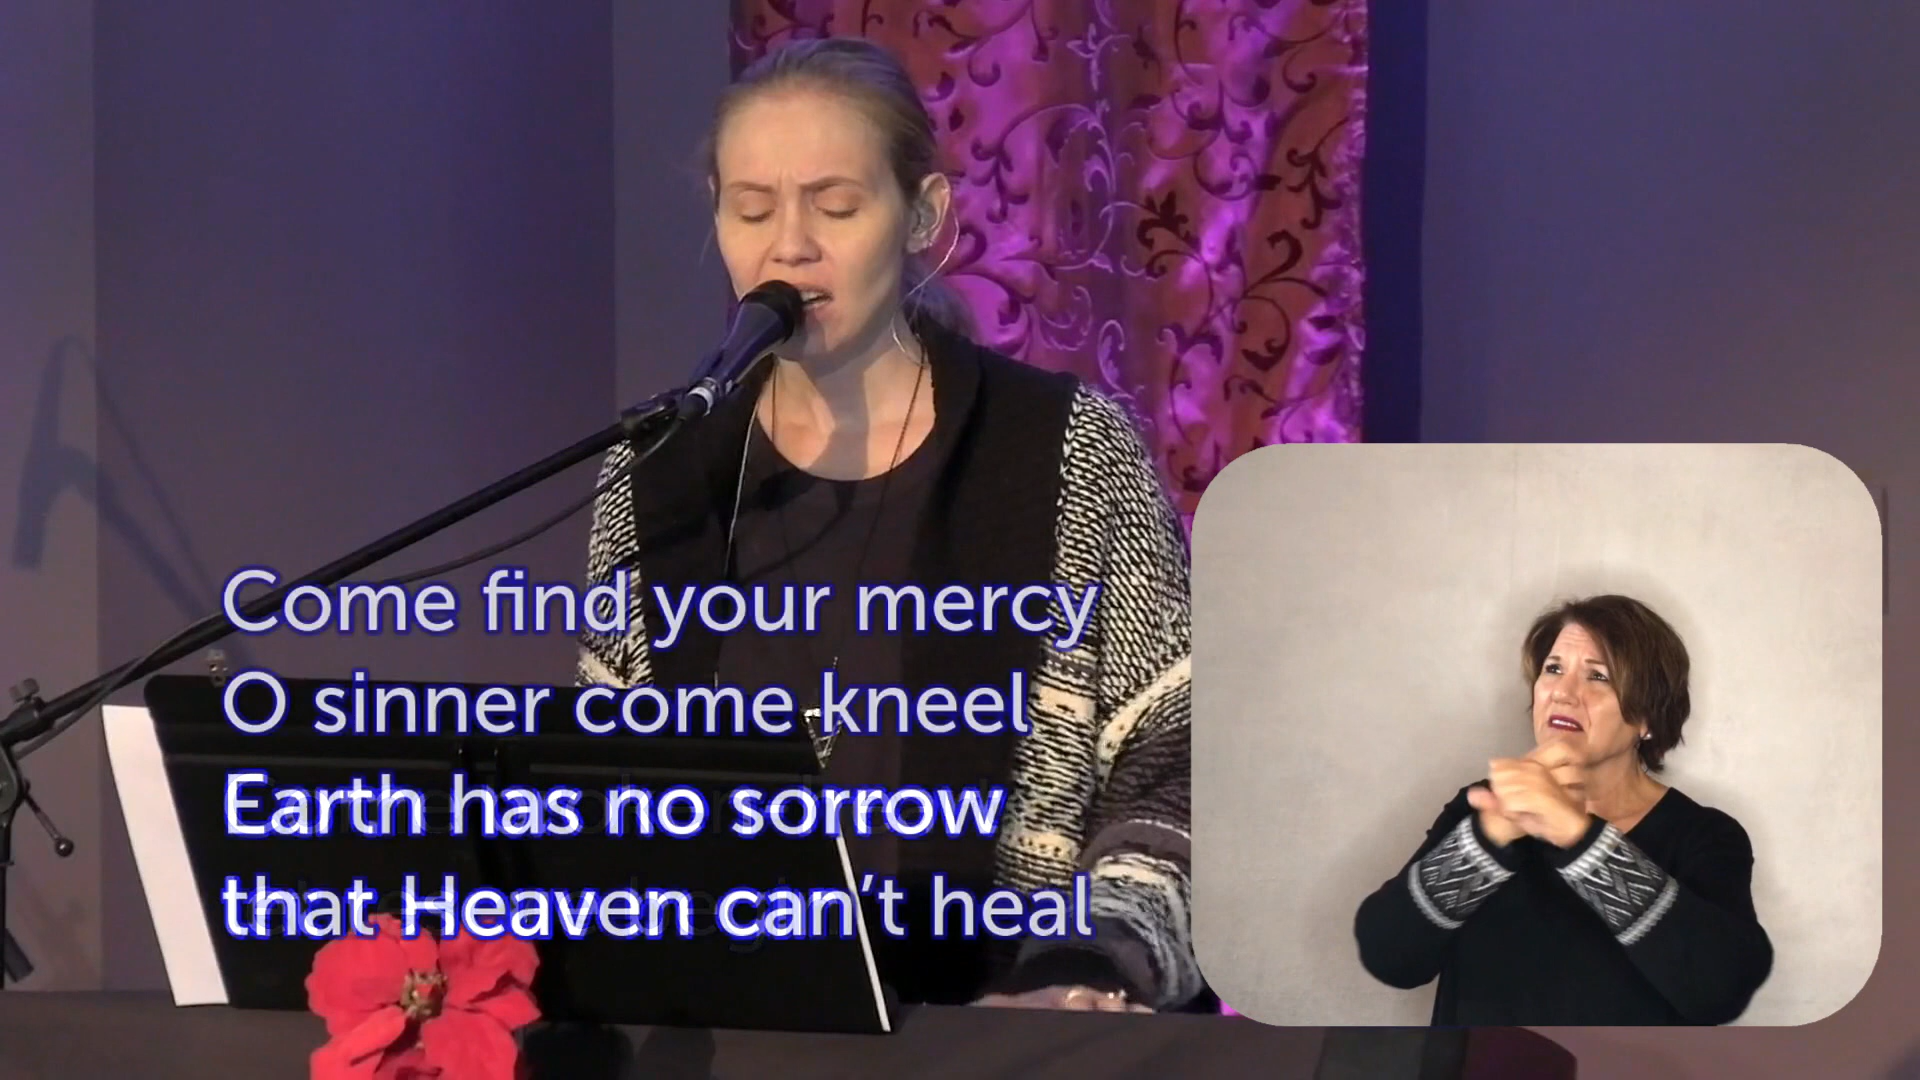 Come find your mercy
O sinner come kneel
Earth has no sorrow
that Heaven can't heal